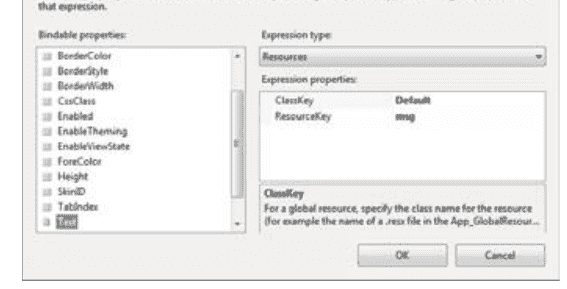 that expression.
Bindable properties:
BorderColor
BorderStyle
BorderWidth
CssClass
Enabled
EnableTheming
EnableViewState
ForeColor
Height
SkinID
TabIndex
Text
Expression type:
Resources
Expression properties:
ClassKey Default
ResourceKey msg
ClassKey
For a global resource, specify the class name for the resource
(for example the name of a .resx file in the App_GlobalResour...
OK Cancel